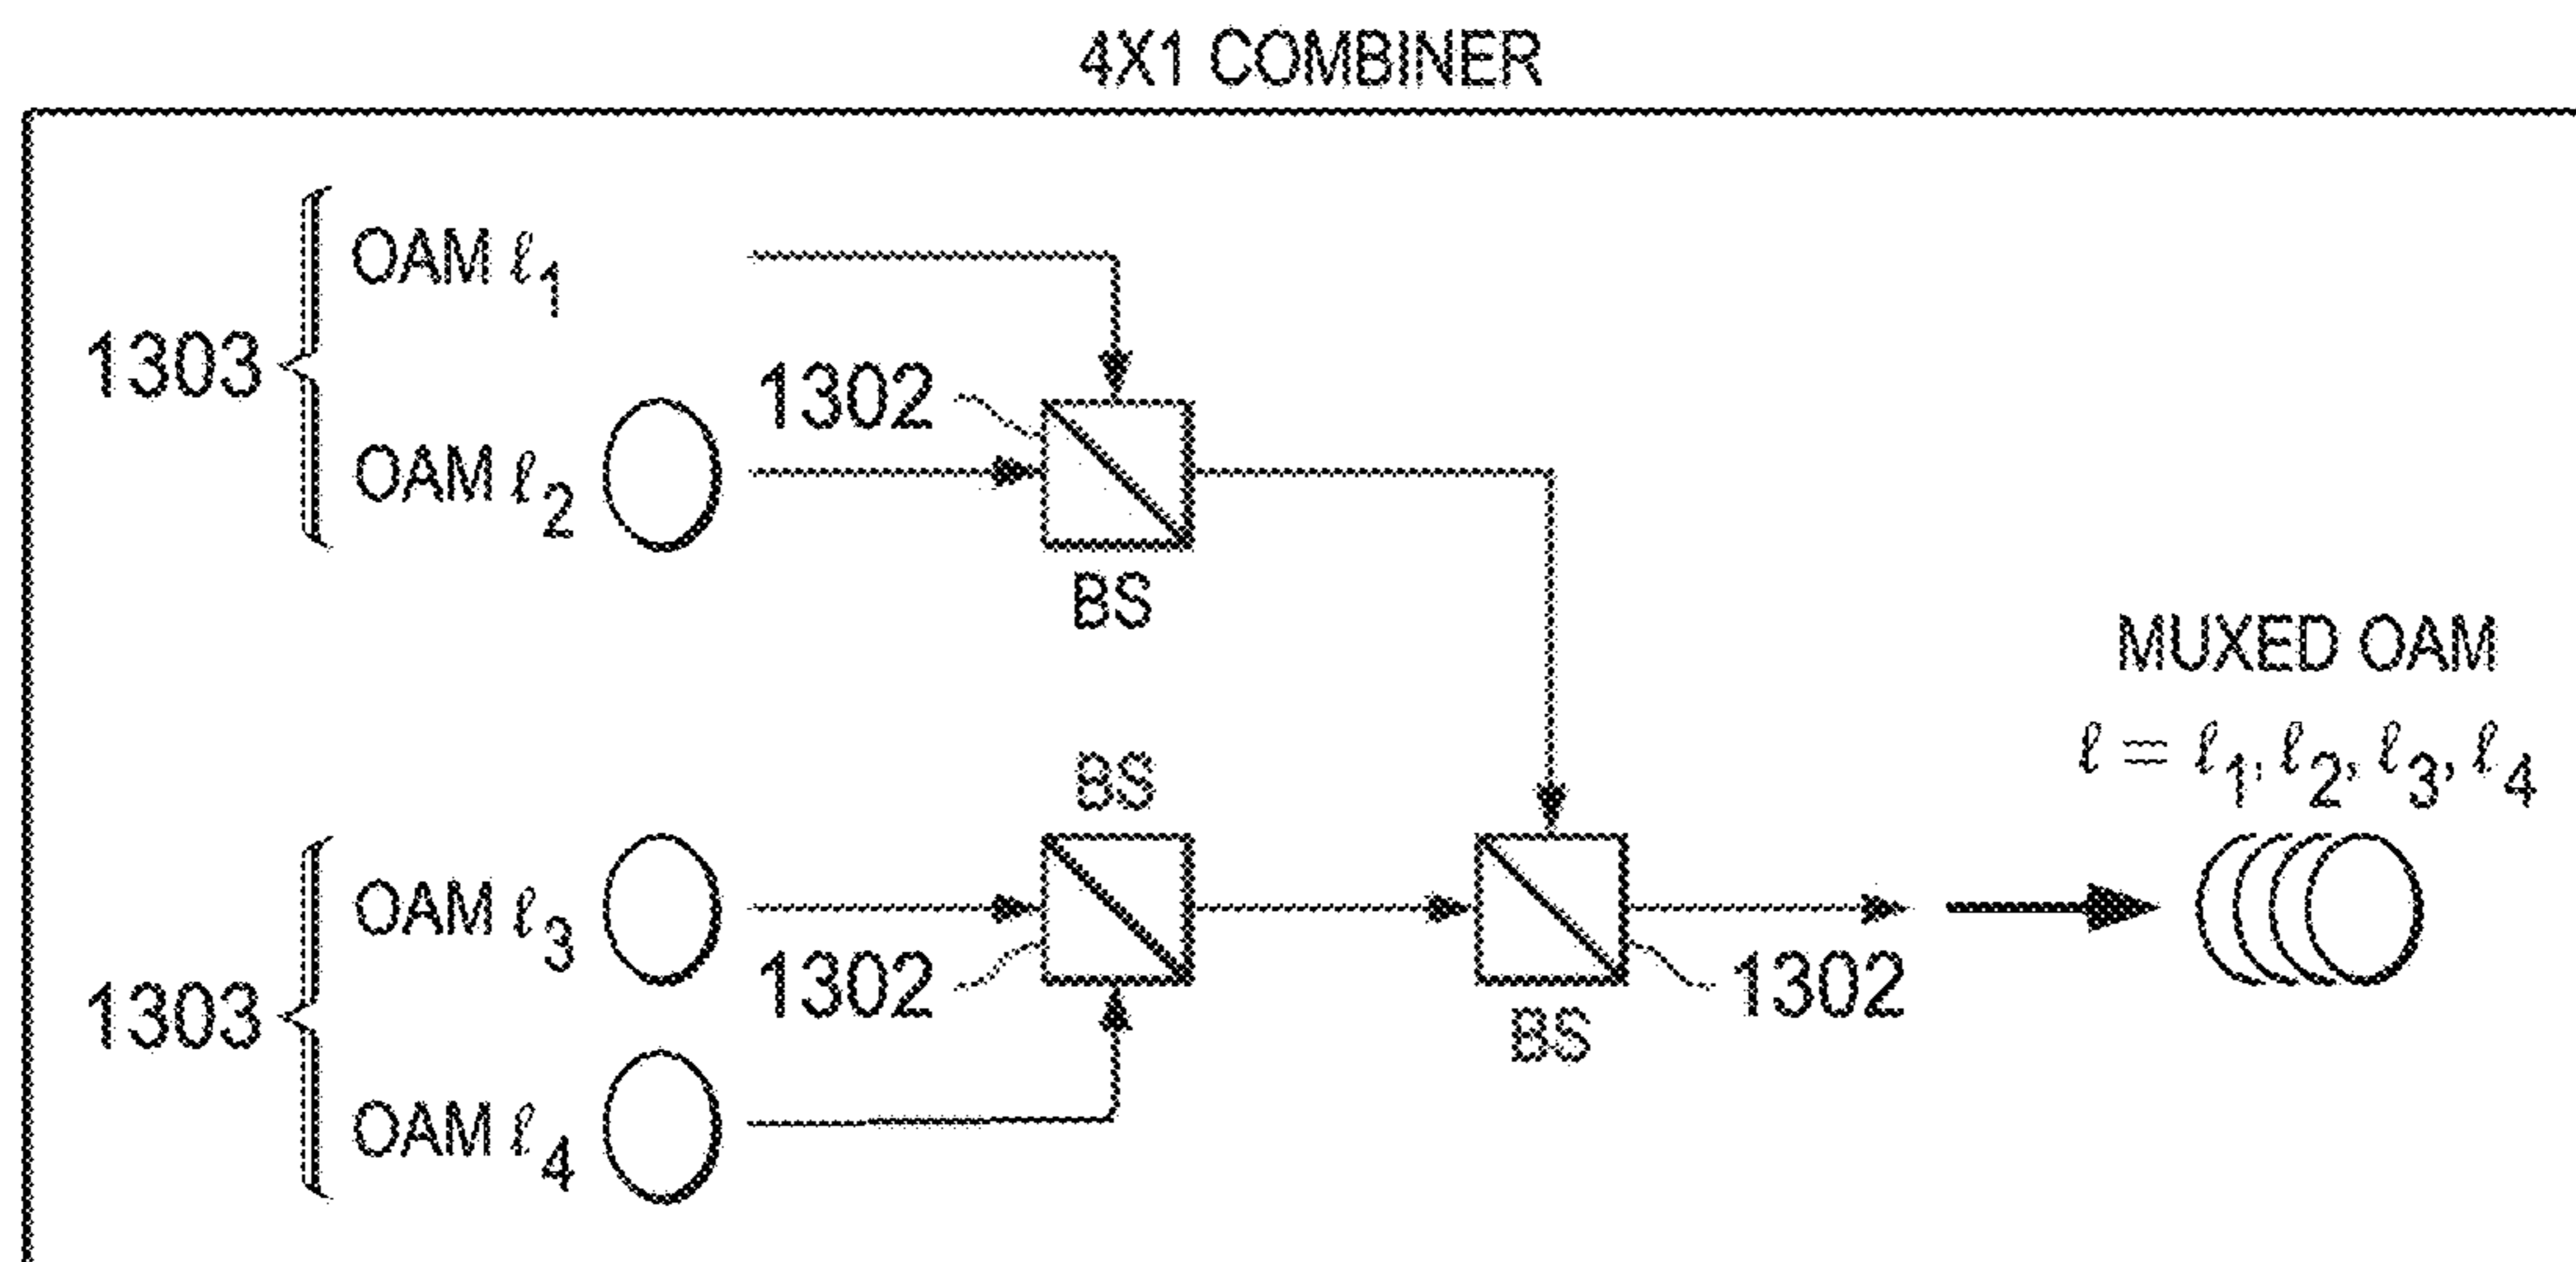 4X1 COMBINER
OAM ℓ1
1303
1302
OAM ℓ2
BS
MUXED OAM
ℓ = ℓ1, ℓ2, ℓ3, ℓ4
BS
OAM ℓ3
1302
1302
1303
BS
OAM ℓ4